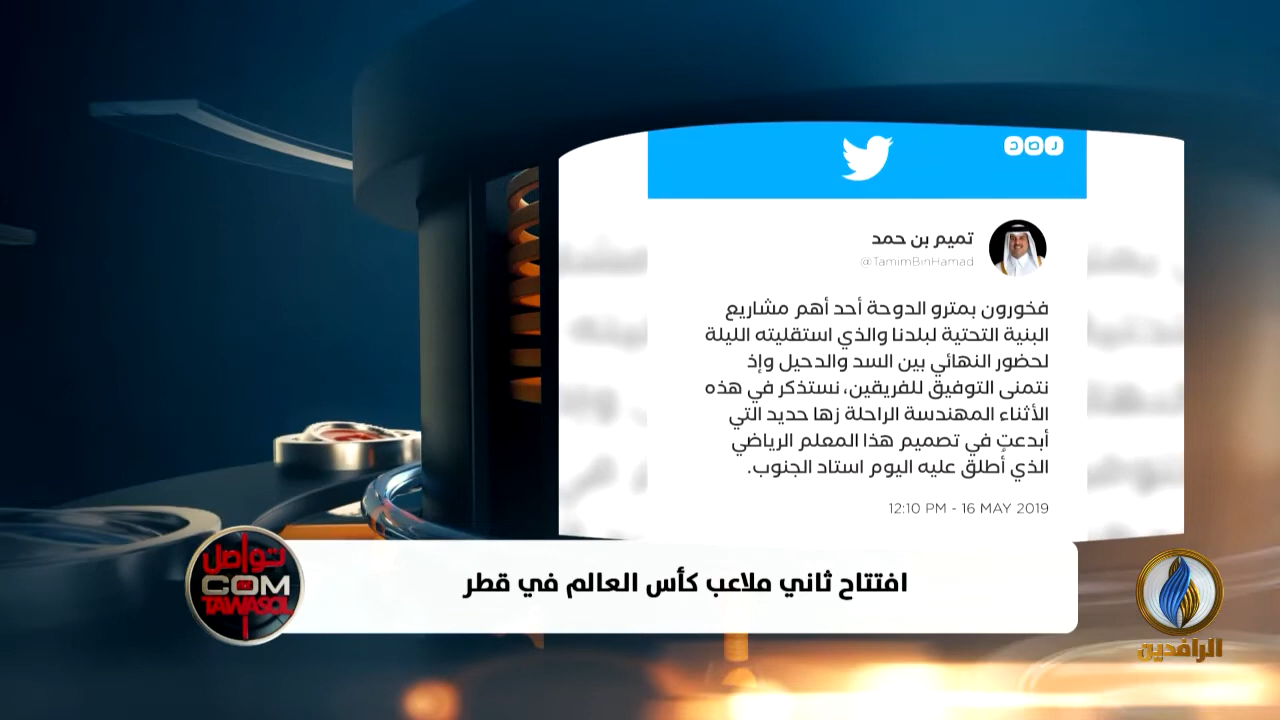 تميم بن حمد
@TamimBinHamad
فخورون بمترو الدوحة أحد أهم مشاريع
البنية التحتية لبلدنا والذي استقليته الليلة
لحضور النهائي بين السد والدحيل وإذ
نتمنى التوفيق للفريقين، نستذكر في هذه
الأثناء المهندسة الراحلة زها حديد التي
أبدعت في تصميم هذا المعلم الرياضي
الذي أُطلق عليه اليوم استاد الجنوب.
12:10 PM - 16 MAY 2019
افتتاح ثاني ملاعب كأس العالم في قطر
تواصل
COM
TAWASOL
الرافدين